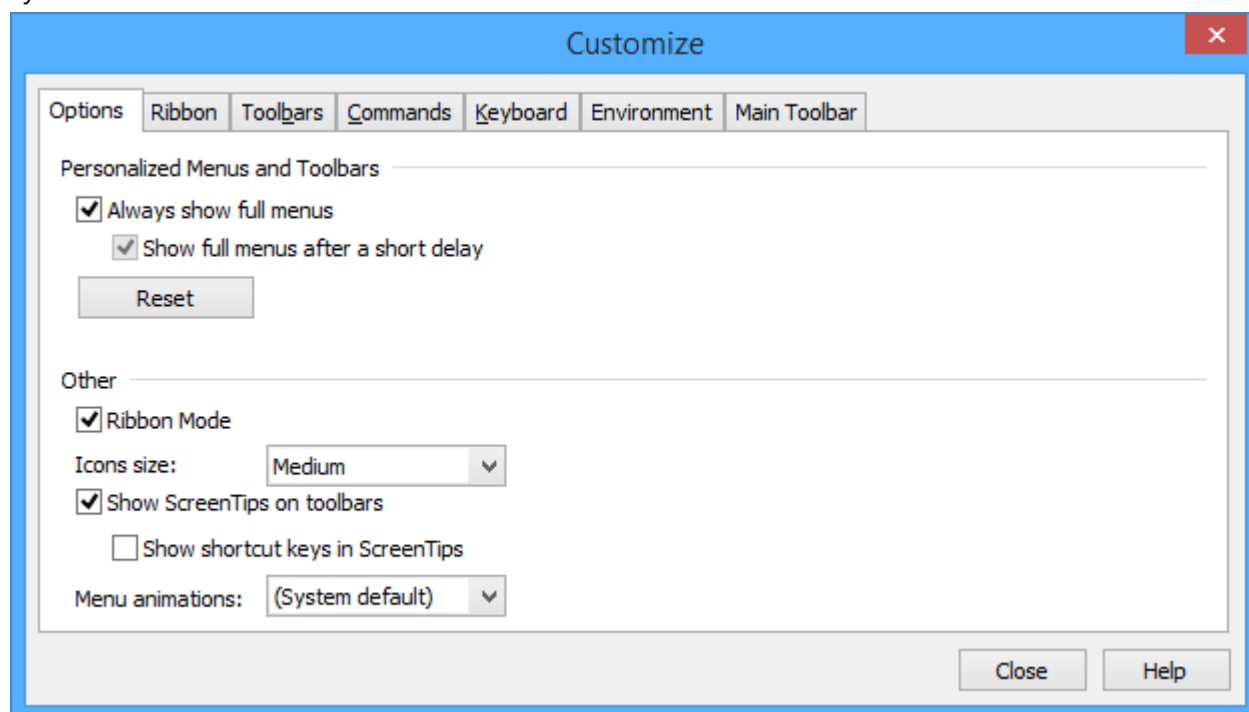 Customize
Options Ribbon Toolbars Commands Keyboard Environment Main Toolbar
Personalized Menus and Toolbars
Always show full menus
Show full menus after a short delay
Reset
Other
Ribbon Mode
Icons size: Medium
Show ScreenTips on toolbars
Show shortcut keys in ScreenTips
Menu animations: (System default)
Close Help